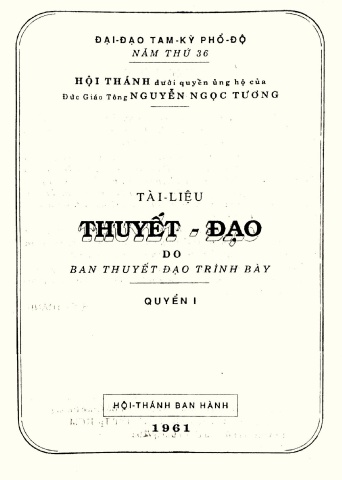 ĐẠI-ĐẠO TAM-KỲ PHỔ-ĐỘ
NĂM THỨ 36
HỘI THÁNH dưới quyền ủng hộ của
Đức Giáo Tông NGUYỄN NGỌC TƯƠNG
TÀI-LIỆU
THUYẾT - ĐẠO
DO
BAN THUYẾT ĐẠO TRÌNH BÀY
QUYỂN I
HỘI-THÁNH BAN HÀNH
1961